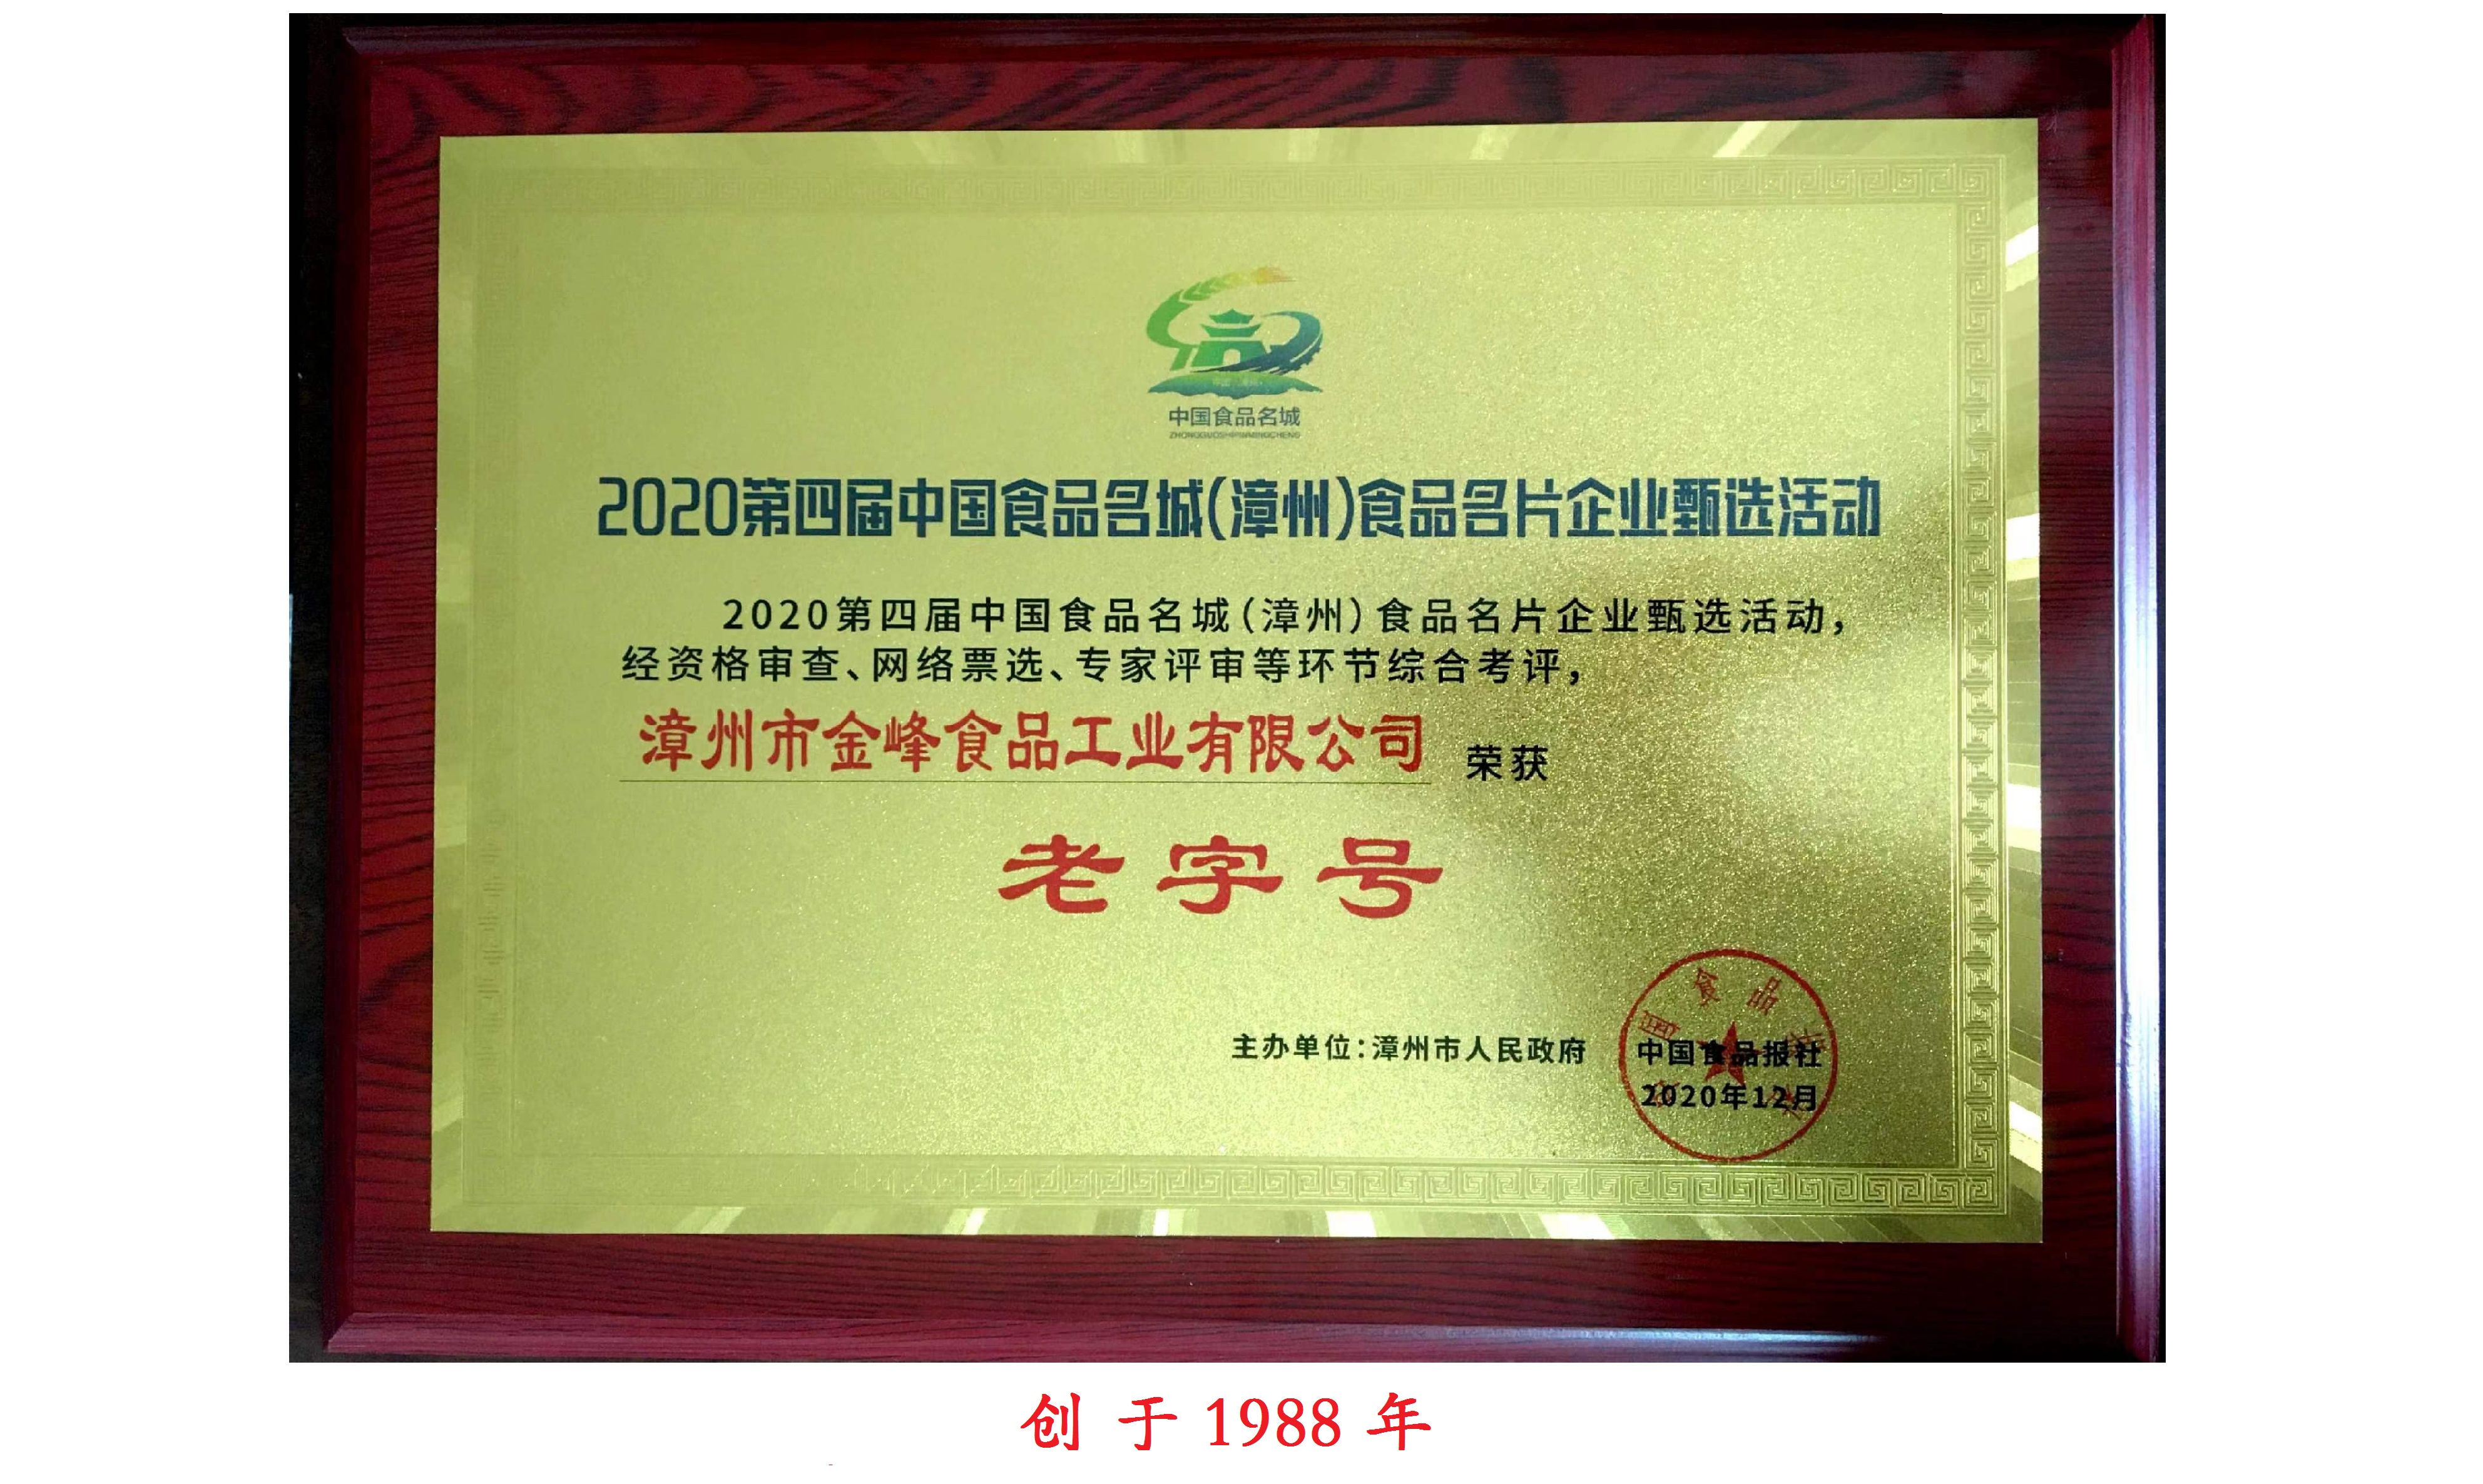 中国食品名城
ZHONGGUOSHIPINMINGCHENG
2020第四届中国食品名城(漳州)食品名片企业甄选活动
2020第四届中国食品名城(漳州)食品名片企业甄选活动,
经资格审查、网络票选、专家评审等环节综合考评,
漳州市金峰食品工业有限公司 荣获
老字号
主办单位:漳州市人民政府 中国食品报社
2020年12月
创于1988年